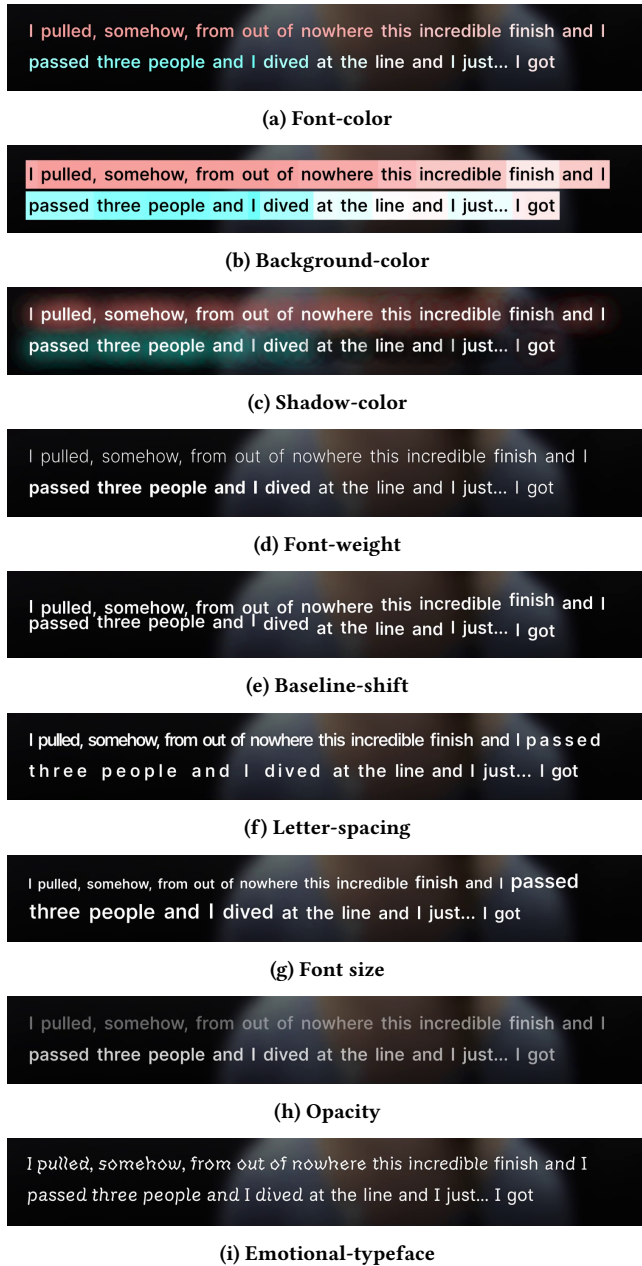 I pulled, somehow, from out of nowhere this incredible finish and I
passed three people and I dived at the line and I just... I got
(a) Font-color
I pulled, somehow, from out of nowhere this incredible finish and I
passed three people and I dived at the line and I just... I got
(b) Background-color
I pulled, somehow, from out of nowhere this incredible finish and I
passed three people and I dived at the line and I just... I got
(c) Shadow-color
I pulled, somehow, from out of nowhere this incredible finish and I
passed three people and I dived at the line and I just... I got
(d) Font-weight
I pulled, somehow, from out of nowhere this incredible finish and I
passed three people and I dived at the line and I just... I got
(e) Baseline-shift
I pulled, somehow, from out of nowhere this incredible finish and I passed
three people and I dived at the line and I just... I got
(f) Letter-spacing
I pulled, somehow, from out of nowhere this incredible finish and I passed
three people and I dived at the line and I just... I got
(g) Font size
I pulled, somehow, from out of nowhere this incredible finish and I
passed three people and I dived at the line and I just... I got
(h) Opacity
I pulled, somehow, from out of nowhere this incredible finish and I
passed three people and I dived at the line and I just... I got
(i) Emotional-typeface